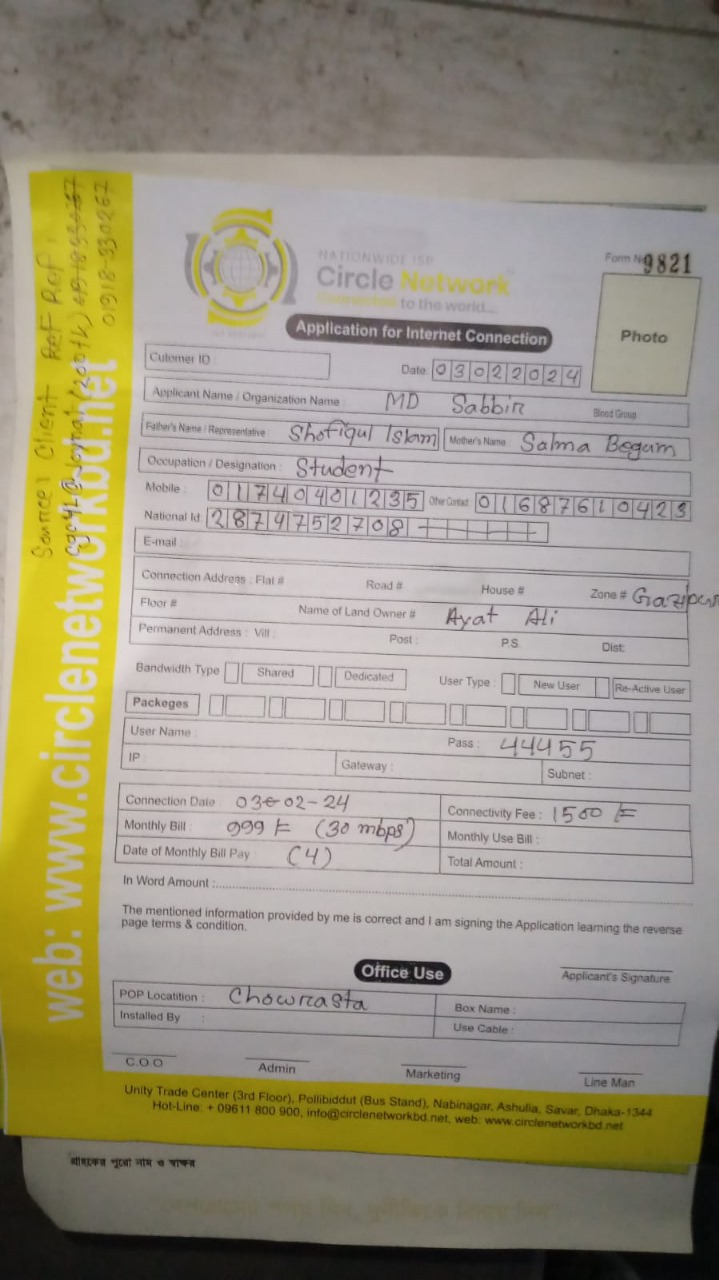 NATIONWIDE ISP
Circle Network
Connected to the world...
Form No 9821
Photo
Application for Internet Connection
Cutomer ID :
Date: 03022024
Applicant Name / Organization Name : MD Sabbir
Blood Group
Father's Name / Representative : Shofiqul Islam Mother's Name : Salma Begum
Occupation / Designation : Student
Mobile : 01740401235 Other Contact 01687610423
National Id: 2874752708
E-mail :
Connection Address : Flat # Road # House # Zone # Gazipur
Floor # Name of Land Owner # Ayat Ali
Permanent Address : Vill : Post : P.S. Dist:
Bandwidth Type Shared Dedicated User Type : New User Re-Active User
Packeges
User Name : Pass : 44455
IP : Gateway : Subnet :
Connection Date : 03-02-24 Connectivity Fee : 1500
Monthly Bill : 999 (30 mbps) Monthly Use Bill :
Date of Monthly Bill Pay : (4) Total Amount :
In Word Amount :
The mentioned information provided by me is correct and I am signing the Application learning the reverse
page terms & condition.
Office Use
Applicant's Signature
POP Locatition : Chowrasta Box Name :
Installed By : Use Cable :
C.O.O Admin Marketing Line Man
Unity Trade Center (3rd Floor), Pollibiddut (Bus Stand), Nabinagar, Ashulia, Savar, Dhaka-1344
Hot-Line: + 09611 800 900, info@circlenetworkbd.net, web: www.circlenetworkbd.net
web: www.circlenetworkbd.net
Source: Client Ref Ref:
01918-330267
গ্রাহকের পুরো নাম ও স্বাক্ষর